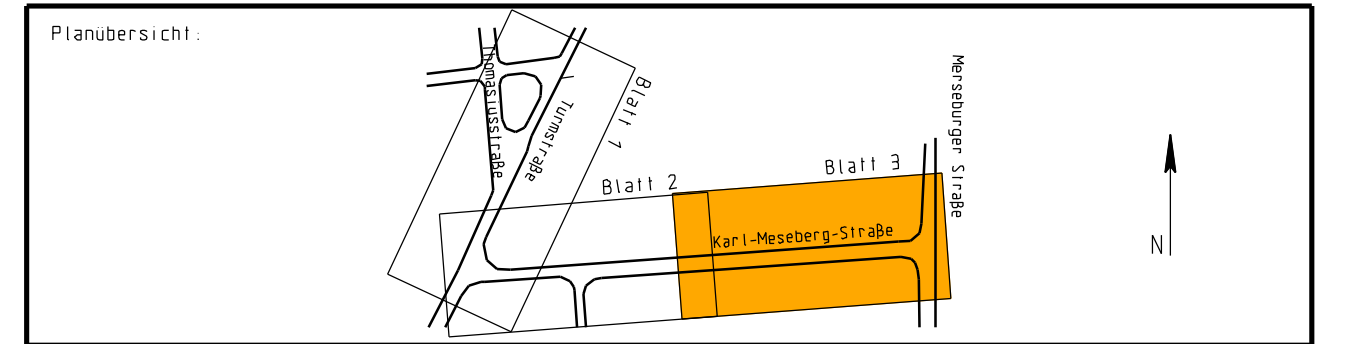 Planübersicht:
Thomasiusstraße
Turmstraße
Blatt 1
Blatt 2
Blatt 3
Merseburger Straße
Karl-Meseberg-Straße
N